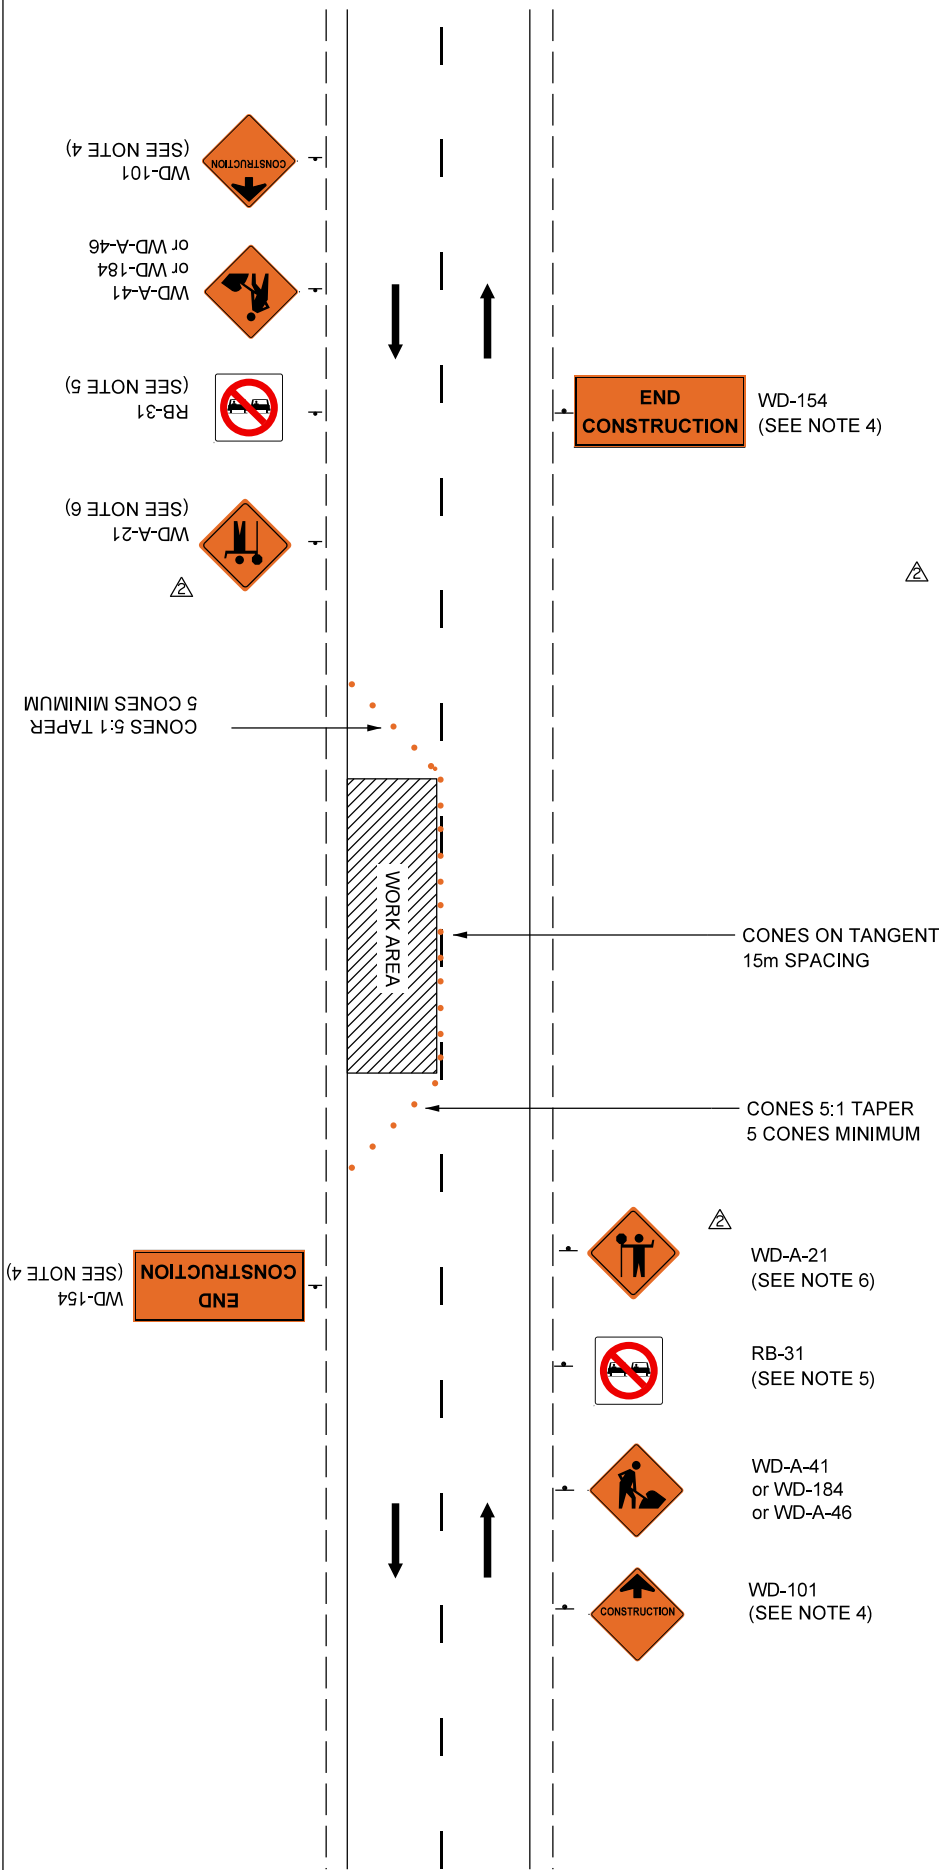 WD-101
(SEE NOTE 4)
CONSTRUCTION
WD-A-41
or WD-184
or WD-A-46
RB-31
(SEE NOTE 5)
END
CONSTRUCTION
WD-154
(SEE NOTE 4)
WD-A-21
(SEE NOTE 6)
2
2
CONES 5:1 TAPER
5 CONES MINIMUM
WORK AREA
CONES ON TANGENT
15m SPACING
CONES 5:1 TAPER
5 CONES MINIMUM
2
WD-A-21
(SEE NOTE 6)
END
CONSTRUCTION
WD-154
(SEE NOTE 4)
RB-31
(SEE NOTE 5)
WD-A-41
or WD-184
or WD-A-46
CONSTRUCTION
WD-101
(SEE NOTE 4)